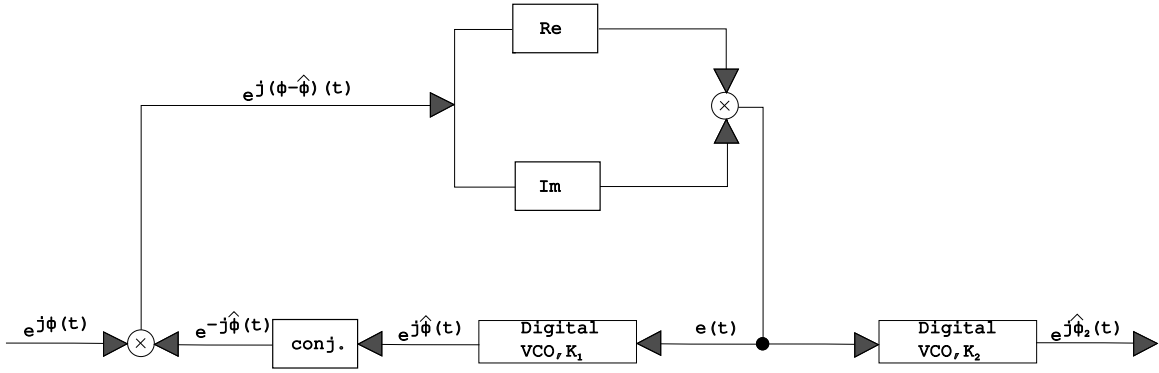 Re
e^{j(ϕ-ϕ̂)(t)}
×
Im
e^{jϕ(t)}
×
e^{-jϕ̂(t)}
conj.
e^{jϕ̂(t)}
Digital
VCO,K₁
e(t)
Digital
VCO,K₂
e^{jϕ̂₂(t)}